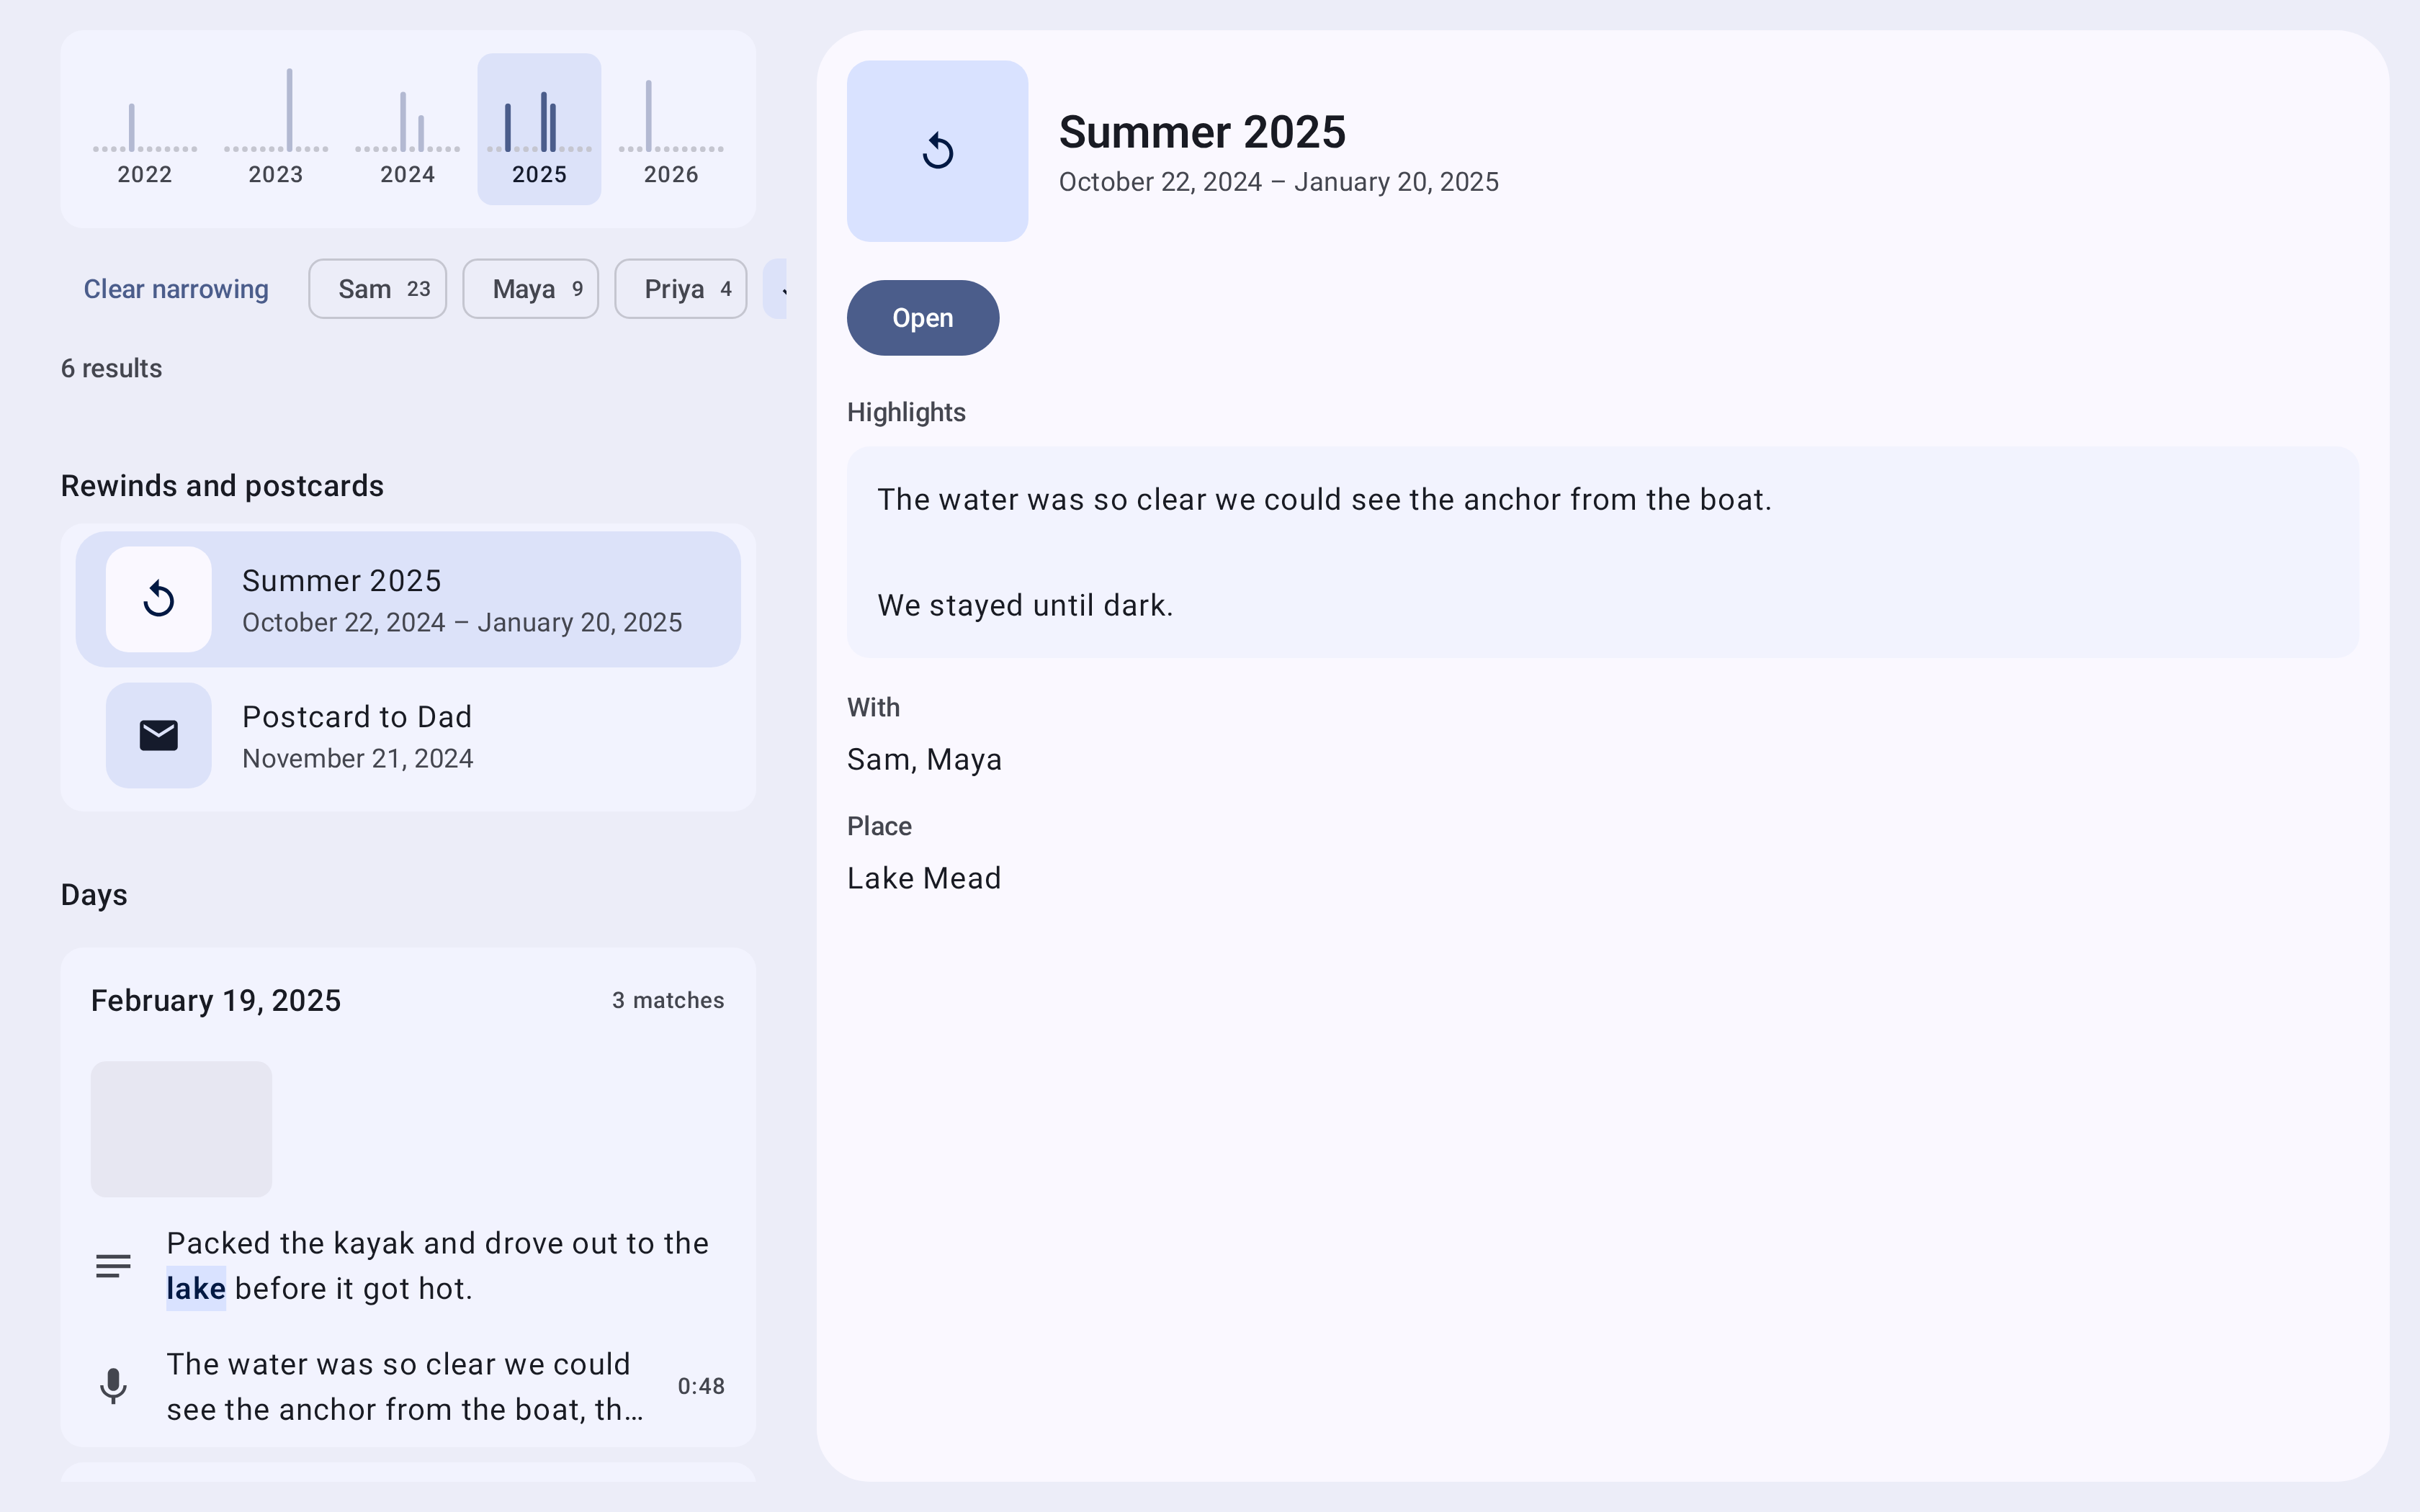 2022
2023
2024
2025
2026
Clear narrowing
Sam 23
Maya 9
Priya 4
6 results
Rewinds and postcards
Summer 2025
October 22, 2024 – January 20, 2025
Postcard to Dad
November 21, 2024
Days
February 19, 2025
3 matches
Packed the kayak and drove out to the
lake before it got hot.
The water was so clear we could
see the anchor from the boat, th…
0:48
Summer 2025
October 22, 2024 – January 20, 2025
Open
Highlights
The water was so clear we could see the anchor from the boat.
We stayed until dark.
With
Sam, Maya
Place
Lake Mead